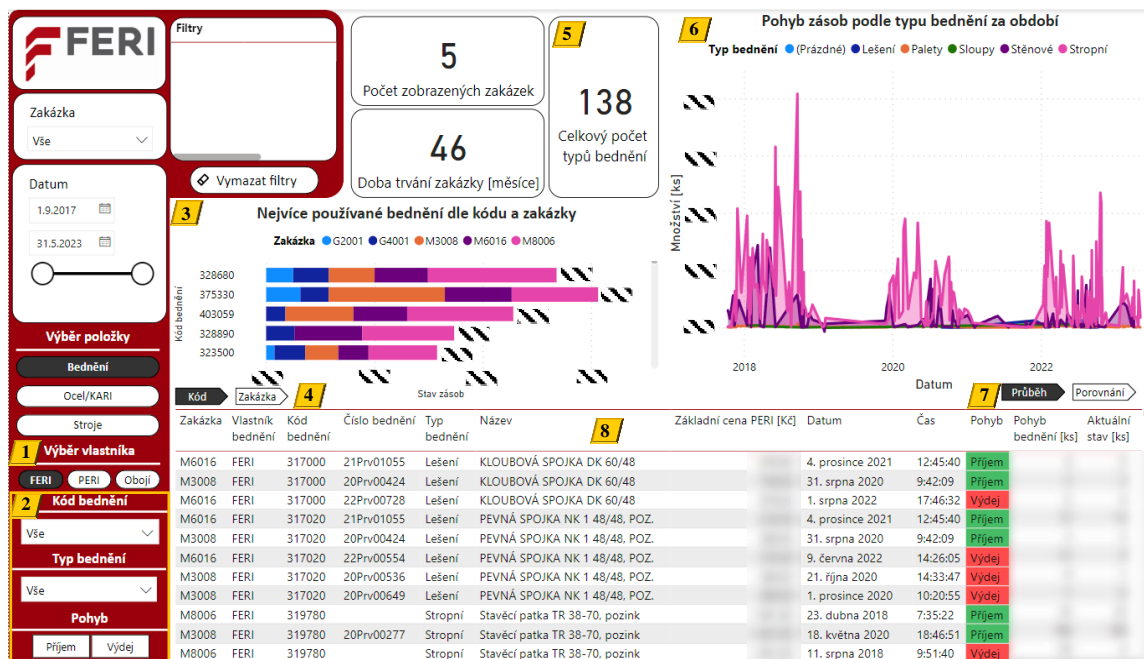 FERI
Zakázka
Vše
Datum
1.9.2017
31.5.2023
Výběr položky
Bednění
Ocel/KARI
Stroje
1
Výběr vlastníka
FERI PERI Obojí
2
Kód bednění
Vše
Typ bednění
Vše
Pohyb
Příjem Výdej
Filtry
Vymazat filtry
5
Počet zobrazených zakázek
46
Doba trvání zakázky [měsíce]
5
138
Celkový počet
typů bednění
3
Nejvíce používané bednění dle kódu a zakázky
Zakázka G2001 G4001 M3008 M6016 M8006
Kód bednění
328680
375330
403059
328890
323500
Stav zásob
Kód Zakázka
4
6
Pohyb zásob podle typu bednění za období
Typ bednění (Prázdné) Lešení Palety Sloupy Stěnové Stropní
Množství [ks]
2018 2020 2022
Datum
7
Průběh Porovnání
8
Zakázka Vlastník bednění Kód bednění Číslo bednění Typ bednění Název Základní cena PERI [Kč] Datum Čas Pohyb Pohyb bednění [ks] Aktuální stav [ks]
M6016 FERI 317000 21Prv01055 Lešení KLOUBOVÁ SPOJKA DK 60/48 4. prosince 2021 12:45:40 Příjem
M3008 FERI 317000 20Prv00424 Lešení KLOUBOVÁ SPOJKA DK 60/48 31. srpna 2020 9:42:09 Příjem
M6016 FERI 317000 22Prv00728 Lešení KLOUBOVÁ SPOJKA DK 60/48 1. srpna 2022 17:46:32 Výdej
M6016 FERI 317020 21Prv01055 Lešení PEVNÁ SPOJKA NK 1 48/48, POZ. 4. prosince 2021 12:45:40 Příjem
M3008 FERI 317020 20Prv00424 Lešení PEVNÁ SPOJKA NK 1 48/48, POZ. 31. srpna 2020 9:42:09 Příjem
M6016 FERI 317020 22Prv00554 Lešení PEVNÁ SPOJKA NK 1 48/48, POZ. 9. června 2022 14:26:05 Výdej
M3008 FERI 317020 20Prv00536 Lešení PEVNÁ SPOJKA NK 1 48/48, POZ. 21. října 2020 14:33:47 Výdej
M3008 FERI 317020 20Prv00649 Lešení PEVNÁ SPOJKA NK 1 48/48, POZ. 1. prosince 2020 10:20:55 Výdej
M8006 FERI 319780 Stropní Stavěcí patka TR 38-70, pozink 23. dubna 2018 7:35:22 Příjem
M3008 FERI 319780 20Prv00277 Stropní Stavěcí patka TR 38-70, pozink 18. května 2020 18:46:51 Příjem
M8006 FERI 319780 Stropní Stavěcí patka TR 38-70, pozink 11. srpna 2018 9:51:40 Výdej